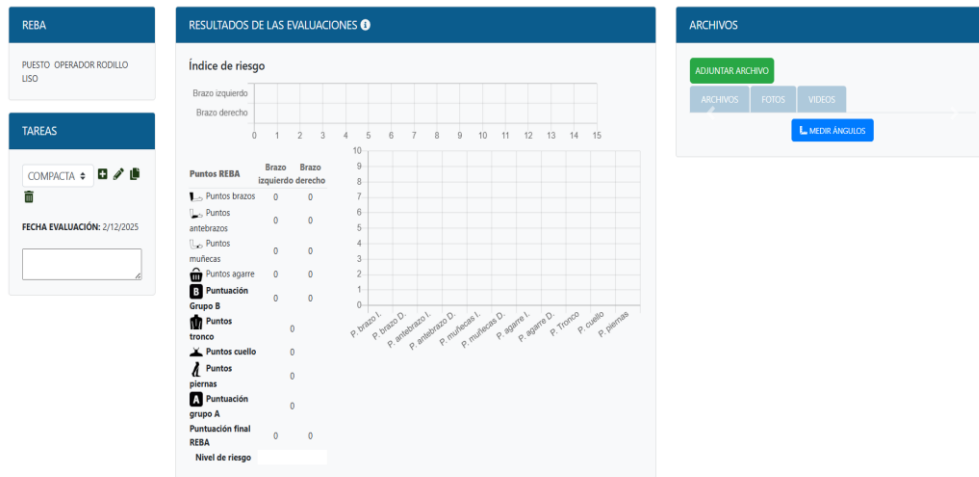 REBA
PUESTO OPERADOR RODILLO
LISO
TAREAS
COMPACTA
FECHA EVALUACIÓN: 2/12/2025
RESULTADOS DE LAS EVALUACIONES
Índice de riesgo
Brazo izquierdo
Brazo derecho
0 1 2 3 4 5 6 7 8 9 10 11 12 13 14 15
Puntos REBA Brazo izquierdo Brazo derecho
Puntos brazos 0 0
Puntos
antebrazos 0 0
Puntos
muñecas 0 0
Puntos agarre 0 0
B Puntuación
Grupo B 0 0
Puntos
tronco 0
Puntos cuello 0
Puntos
piernas 0
A Puntuación
grupo A 0
Puntuación final
REBA 0 0
Nivel de riesgo
10
9
8
7
6
5
4
3
2
1
0
P. brazo I. P. brazo D. P. antebrazo I. P. antebrazo D. P. muñecas I. P. muñecas D. P. agarre I. P. agarre D. P. Tronco P. cuello P. piernas
ARCHIVOS
ADJUNTAR ARCHIVO
ARCHIVOS FOTOS VIDEOS
MEDIR ÁNGULOS